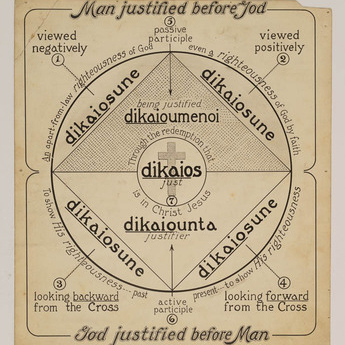 Man justified before God
5
passive
participle
viewed
negatively
1
viewed
positively
2
An apart-from-law righteousness of God
even a righteousness of God by faith
dikaiosune
dikaiosune
being justified
dikaioumenoi
Through the redemption that
dikaios
just
7
is in Christ Jesus
dikaiounta
justifier
dikaiosune
dikaiosune
To show His righteousness... past
present... to show His righteousness
3
looking backward
from the Cross
active
participle
6
4
looking forward
from the Cross
God justified before Man